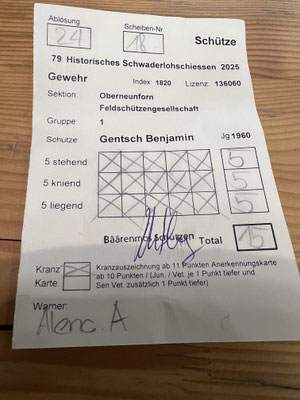 Ablösung Scheiben-Nr
24 18 Schütze
79. Historisches Schwaderlohschiessen 2025
Gewehr Index: 1820 Lizenz: 136060
Sektion: Oberneunforn
Feldschützengesellschaft
Gruppe: 1
Schütze Gentsch Benjamin Jg 1960
5 stehend 5
5 kniend 5
5 liegend 5
Bäärenmos Schützen Total 15
Kranz Kranzauszeichnung ab 11 Punkten Anerkennungskarte
Karte ab 10 Punkten / (Jun. / Vet. je 1 Punkt tiefer und
Sen Vet. zusätzlich 1 Punkt tiefer)
Warner:
A